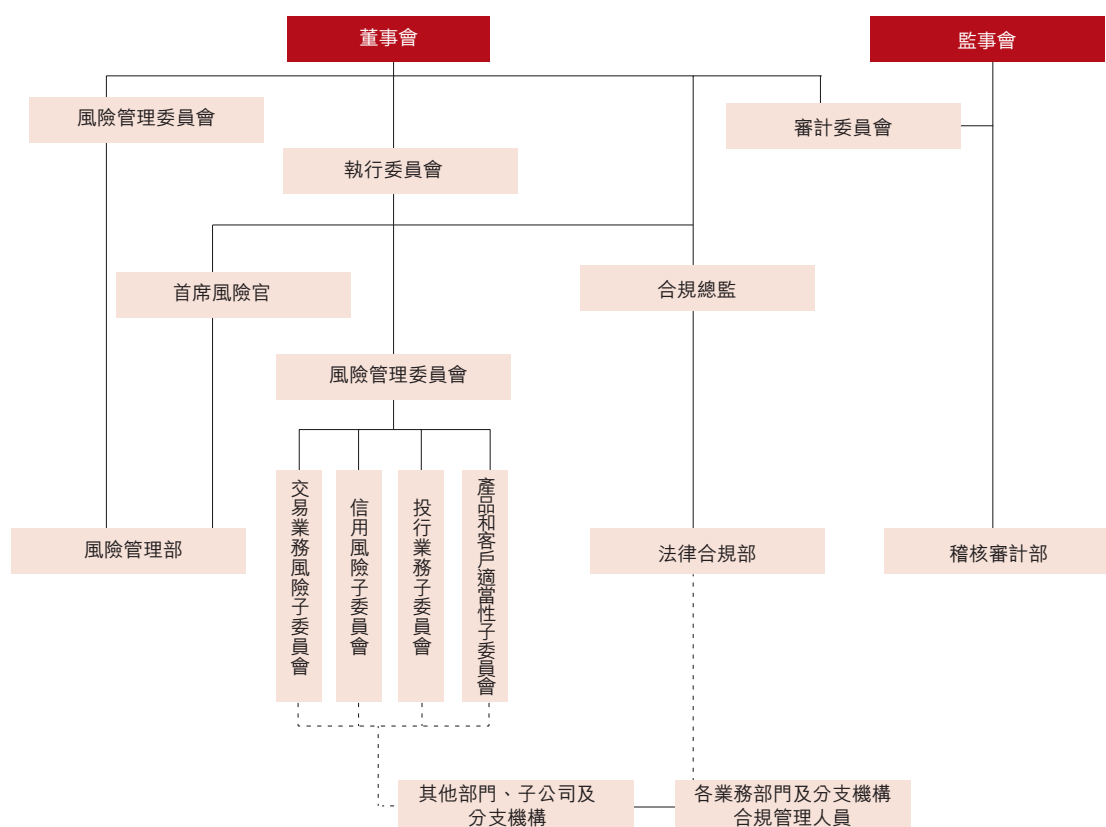 董事會
監事會
風險管理委員會
審計委員會
執行委員會
首席風險官
合規總監
風險管理委員會
交易業務風險子委員會
信用風險子委員會
投行業務子委員會
產品和客戶適當性子委員會
風險管理部
法律合規部
稽核審計部
其他部門、子公司及
分支機構
各業務部門及分支機構
合規管理人員